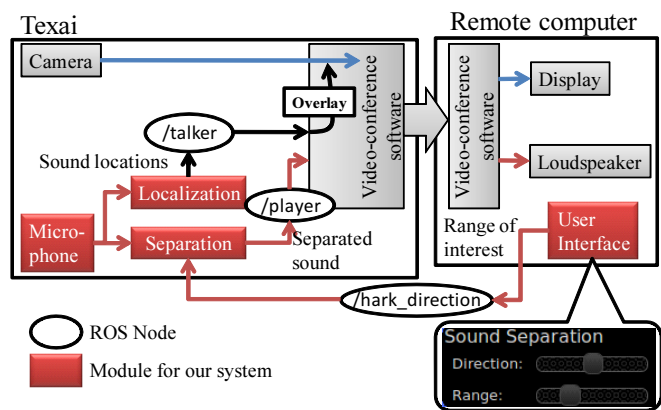 Texai
Remote computer
Camera
Overlay
Video-conference
software
Video-conference
software
Display
Loudspeaker
/talker
Sound locations
Localization
/player
Micro-
phone
Separation
Separated
sound
Range of
interest
User
Interface
/hark_direction
ROS Node
Module for our system
Sound Separation
Direction:
Range: